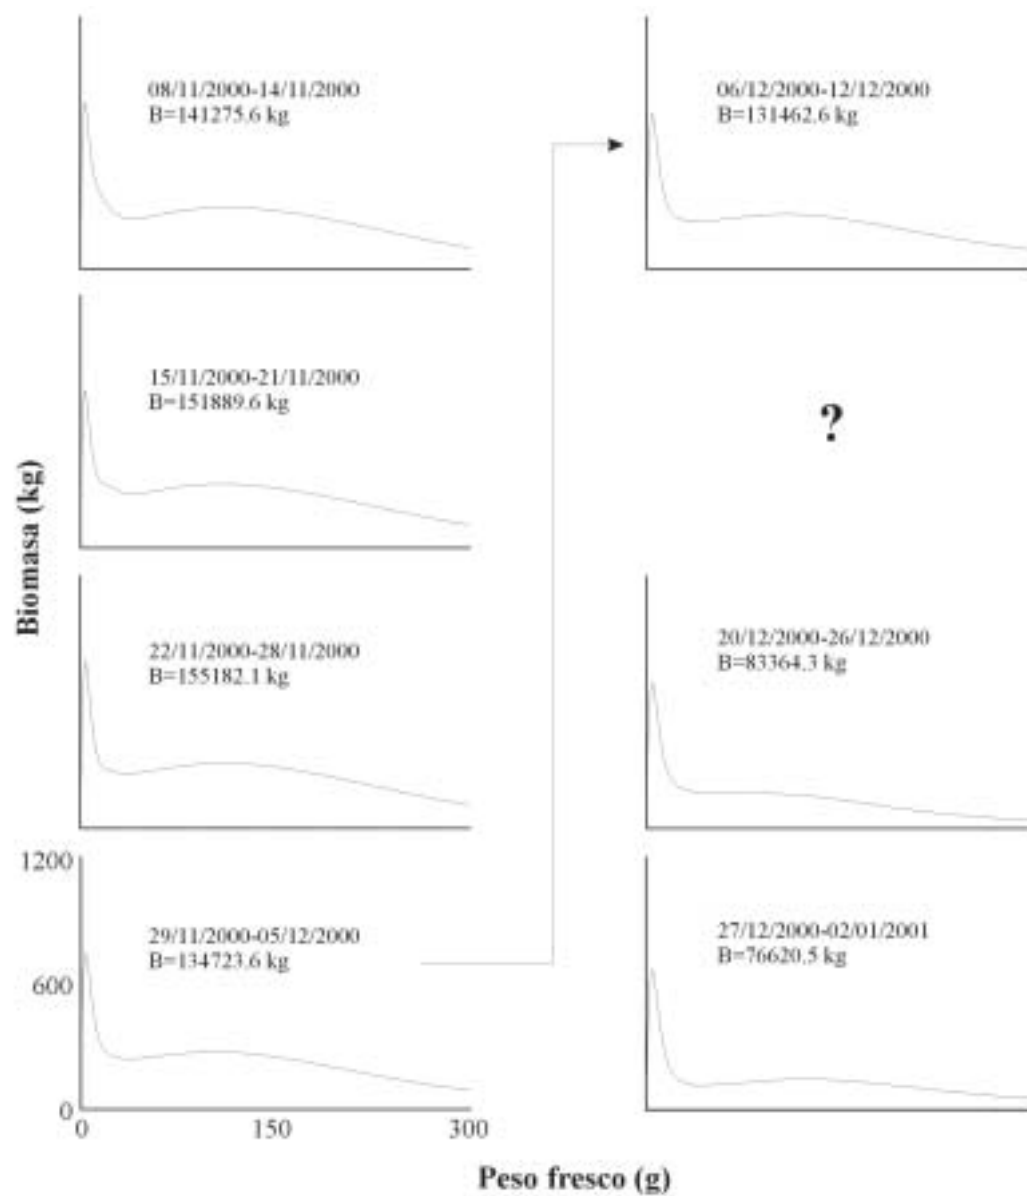 08/11/2000-14/11/2000
B=141275.6 kg
15/11/2000-21/11/2000
B=151889.6 kg
22/11/2000-28/11/2000
B=155182.1 kg
29/11/2000-05/12/2000
B=134723.6 kg
06/12/2000-12/12/2000
B=131462.6 kg
?
20/12/2000-26/12/2000
B=83364.3 kg
27/12/2000-02/01/2001
B=76620.5 kg
Biomasa (kg)
1200
600
0
0 150 300
Peso fresco (g)